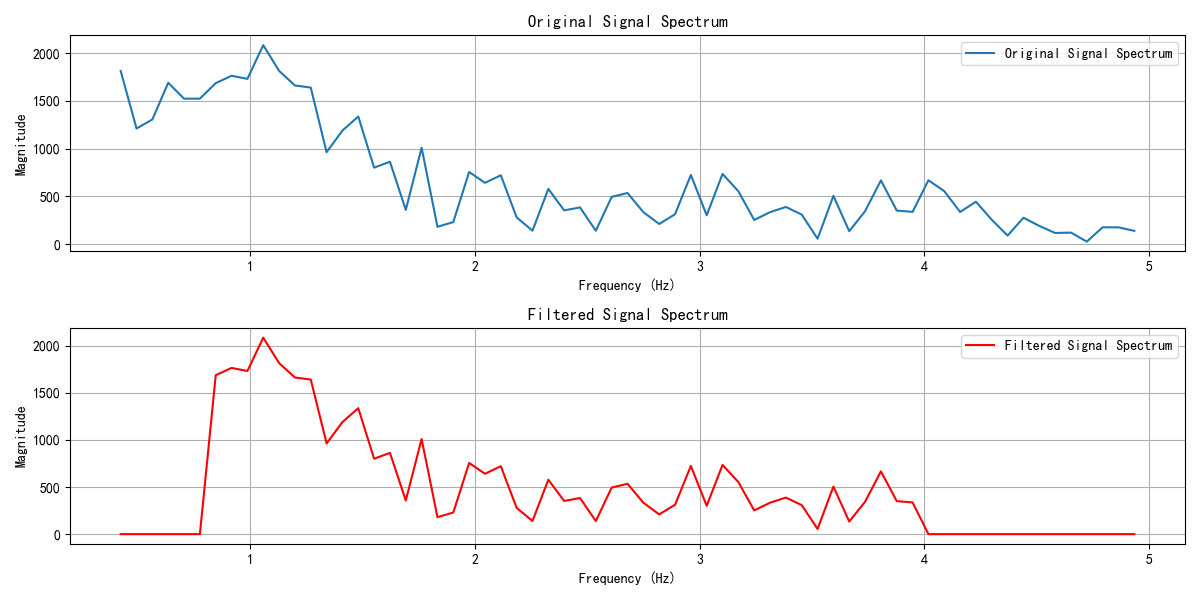 Original Signal Spectrum
Original Signal Spectrum
Magnitude
2000
1500
1000
500
0
1 2 3 4 5
Frequency (Hz)
Filtered Signal Spectrum
Filtered Signal Spectrum
Magnitude
2000
1500
1000
500
0
1 2 3 4 5
Frequency (Hz)